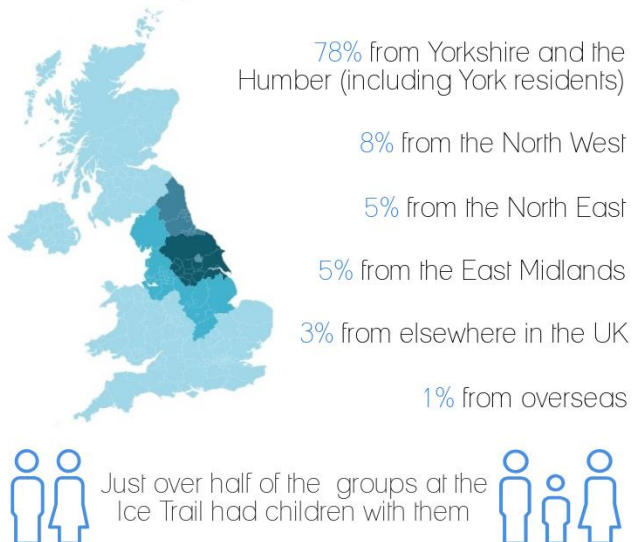 78% from Yorkshire and the
Humber (including York residents)
8% from the North West
5% from the North East
5% from the East Midlands
3% from elsewhere in the UK
1% from overseas
Just over half of the groups at the
Ice Trail had children with them